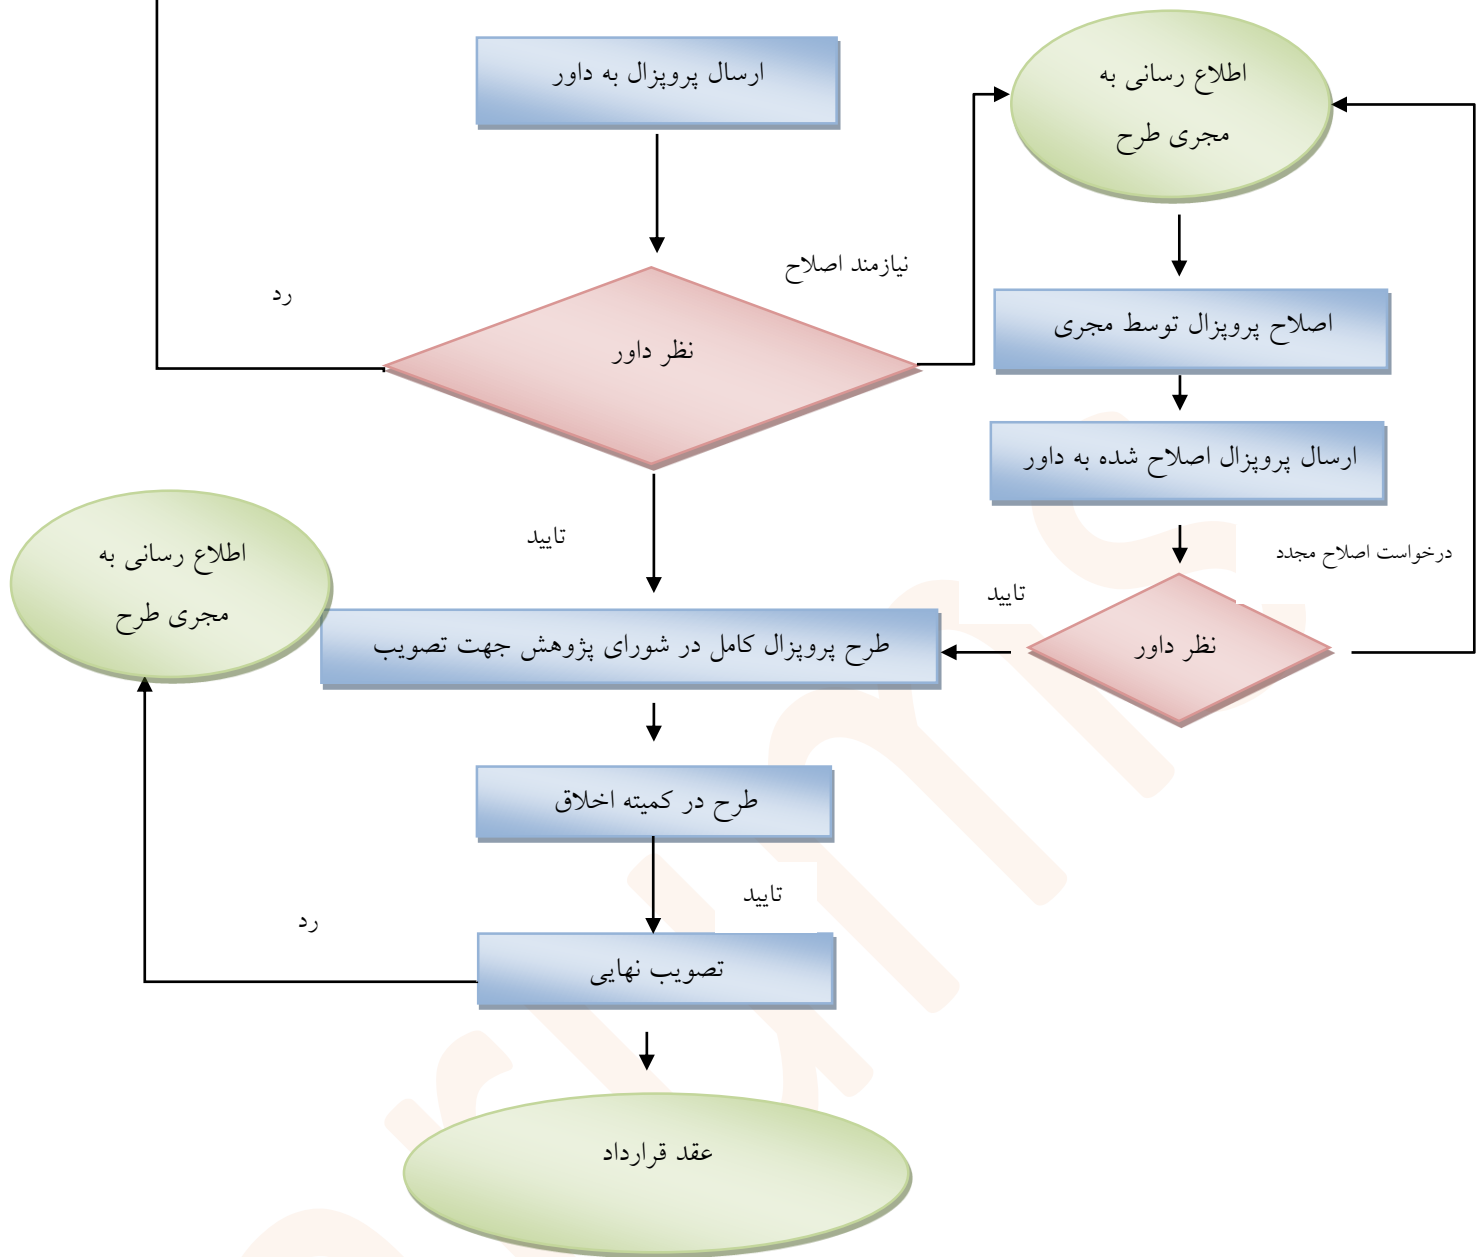 ارسال پروپزال به داور
اطلاع رسانی به
مجری طرح
نیازمند اصلاح
رد
نظر داور
اصلاح پروپزال توسط مجری
ارسال پروپزال اصلاح شده به داور
تایید
درخواست اصلاح مجدد
اطلاع رسانی به
مجری طرح
تایید
نظر داور
طرح پروپزال کامل در شورای پژوهش جهت تصویب
طرح در کمیته اخلاق
تایید
رد
تصویب نهایی
عقد قرارداد